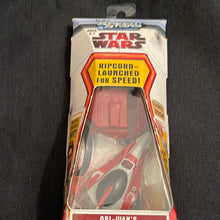 STAR
WARS
RIPCORD-
LAUNCHED
FOR SPEED!
OBI-WAN'S